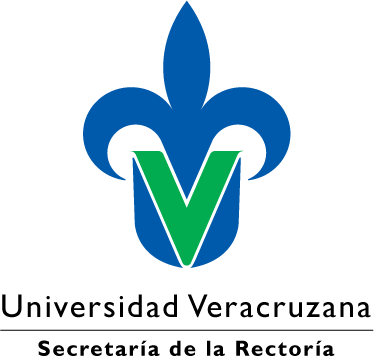 Universidad Veracruzana
Secretaría de la Rectoría